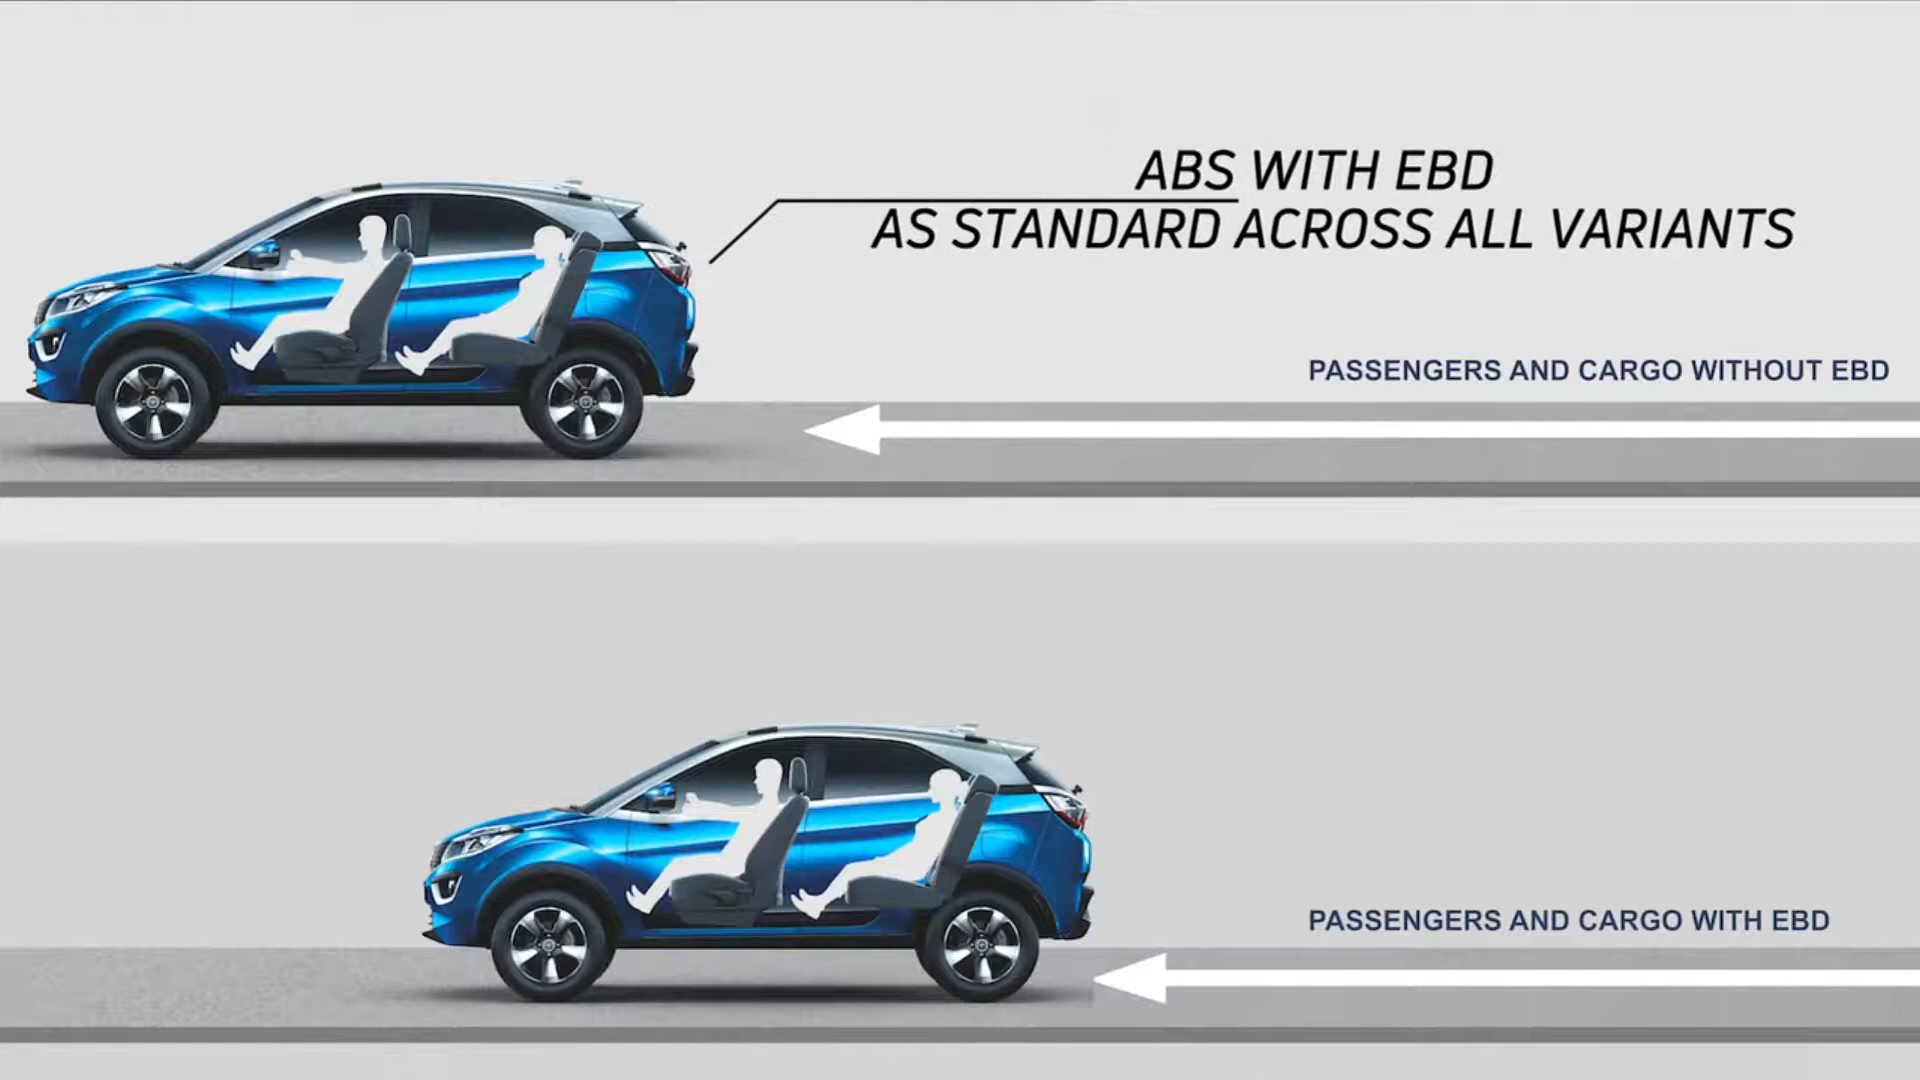 ABS WITH EBD
AS STANDARD ACROSS ALL VARIANTS
PASSENGERS AND CARGO WITHOUT EBD
PASSENGERS AND CARGO WITH EBD